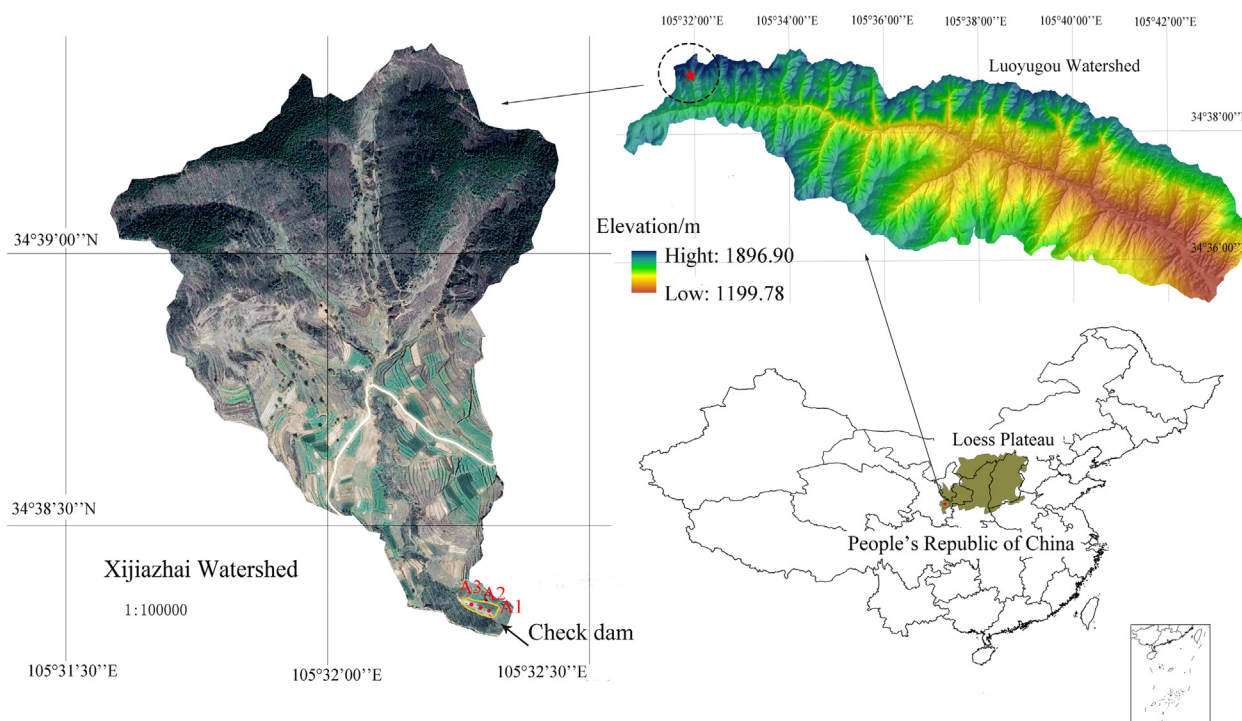 105°32'00''E
105°34'00''E
105°36'00''E
105°38'00''E
105°40'00''E
105°42'00''E
Luoyugou Watershed
34°38'00''N
34°36'00''N
Elevation/m
Hight: 1896.90
Low: 1199.78
34°39'00''N
34°38'30''N
Xijiazhai Watershed
1:100000
A3
A2
A1
Check dam
105°31'30''E
105°32'00''E
105°32'30''E
Loess Plateau
People's Republic of China